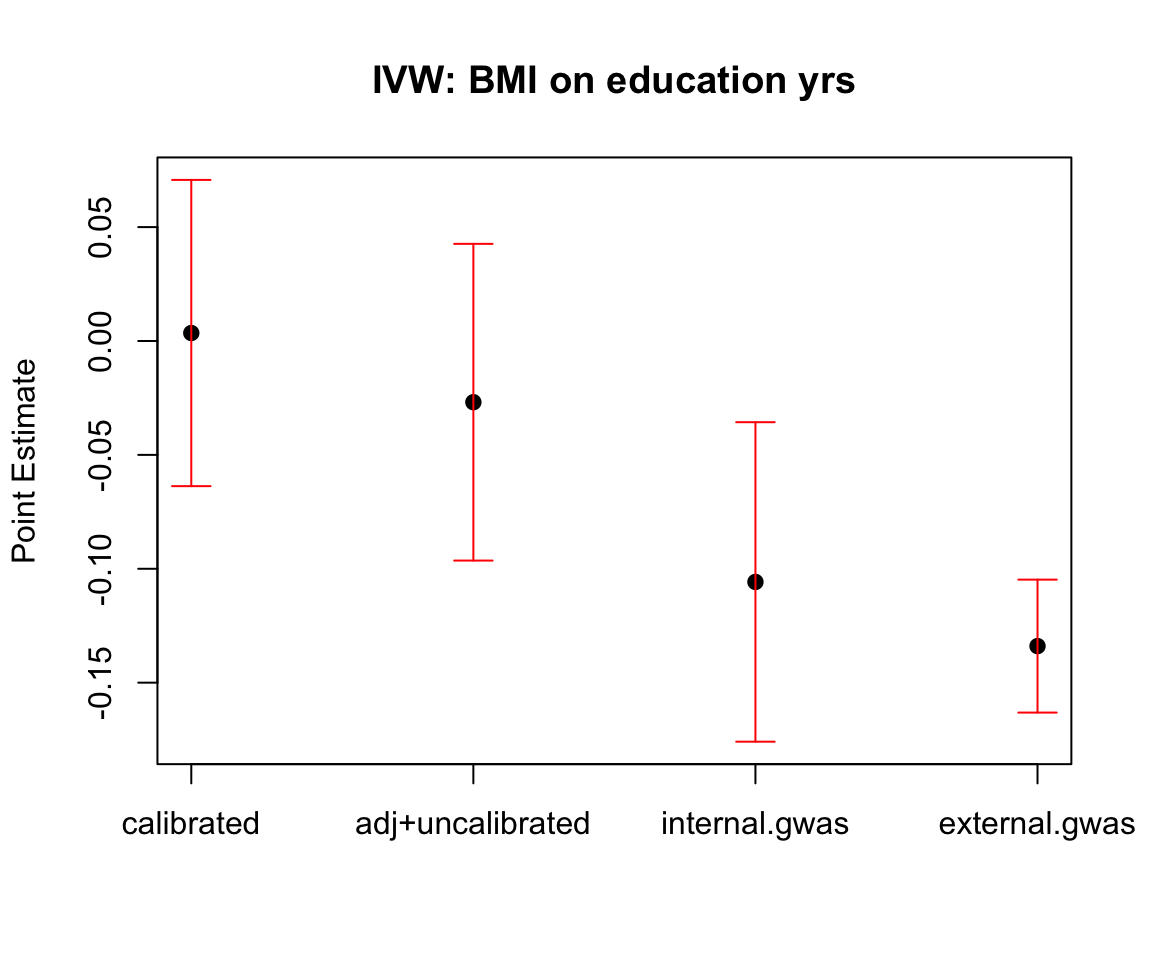 IVW: BMI on education yrs
Point Estimate
0.05
0.00
-0.05
-0.10
-0.15
calibrated
adj+uncalibrated
internal.gwas
external.gwas